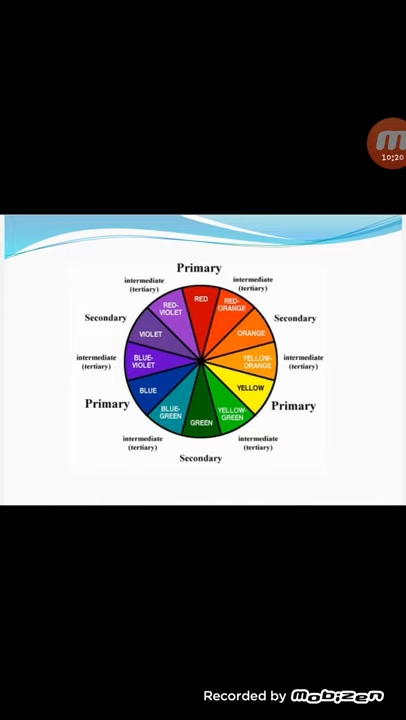 10:20
Primary
intermediate
(tertiary)
intermediate
(tertiary)
RED
RED-
VIOLET
RED-
ORANGE
Secondary
Secondary
VIOLET
ORANGE
intermediate
(tertiary)
BLUE-
VIOLET
YELLOW-
ORANGE
intermediate
(tertiary)
BLUE
YELLOW
Primary
Primary
BLUE-
GREEN
YELLOW-
GREEN
GREEN
intermediate
(tertiary)
intermediate
(tertiary)
Secondary
Recorded by mobizen